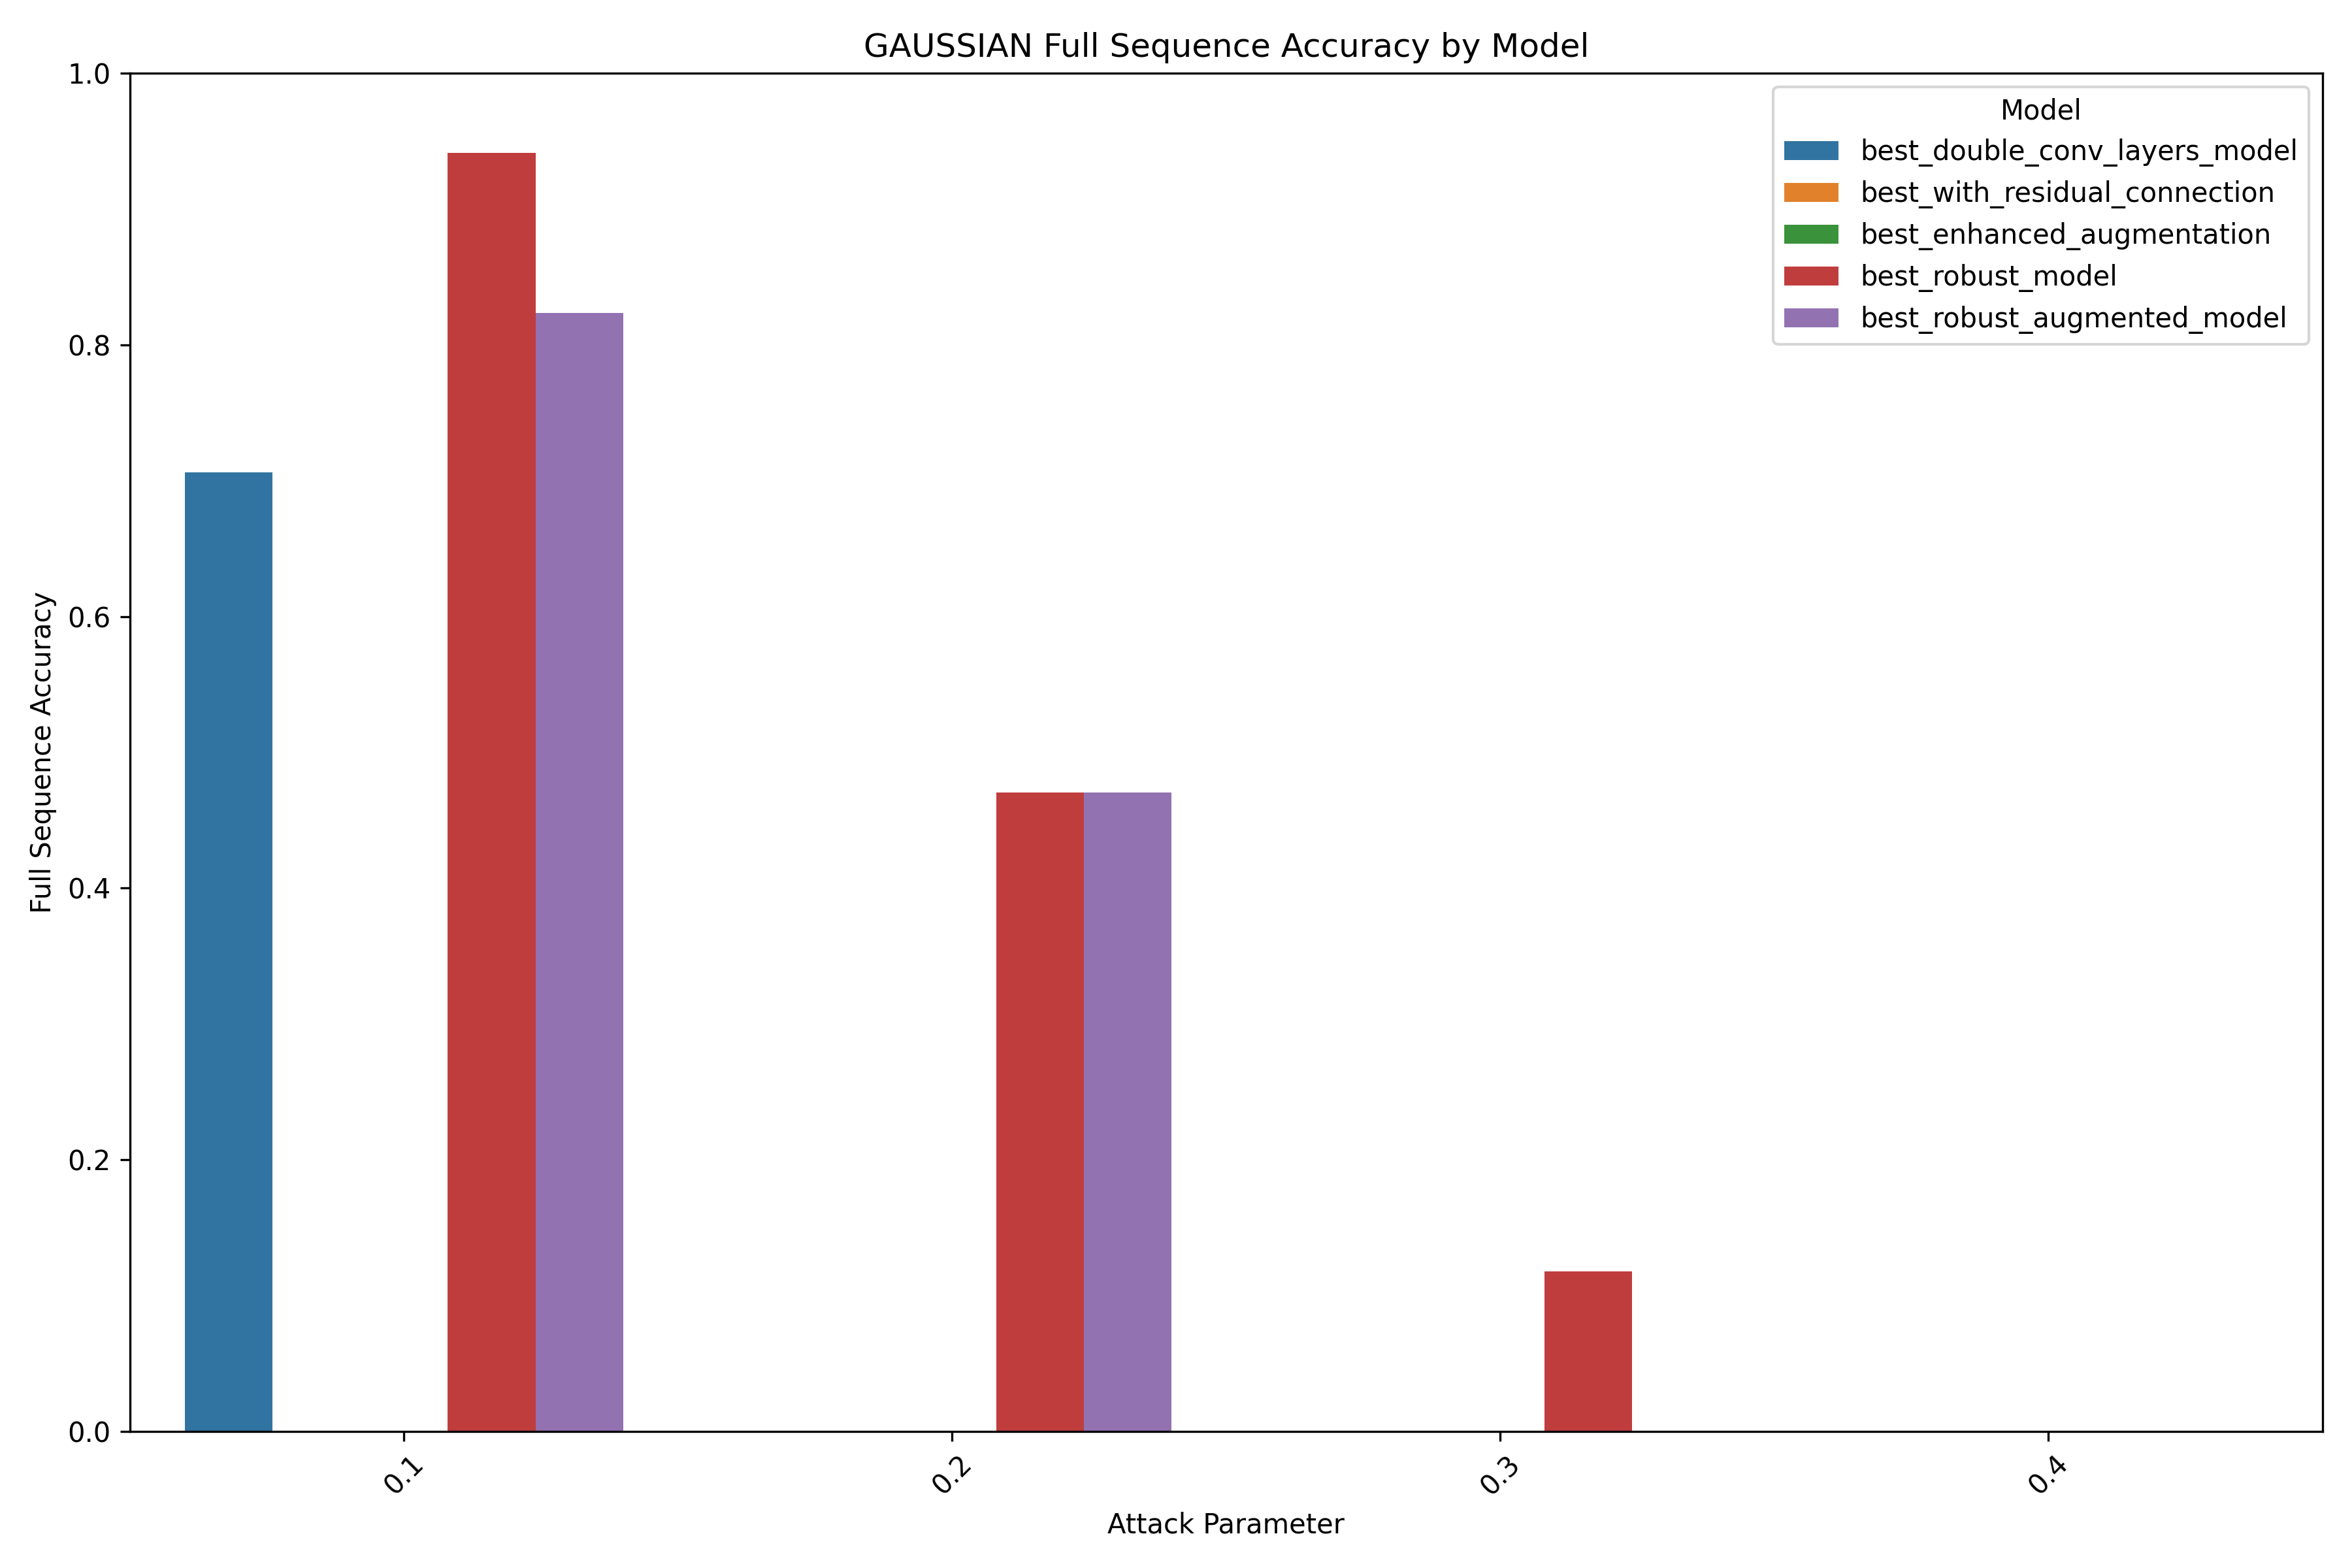 GAUSSIAN Full Sequence Accuracy by Model
Model
best_double_conv_layers_model
best_with_residual_connection
best_enhanced_augmentation
best_robust_model
best_robust_augmented_model
Full Sequence Accuracy
1.0
0.8
0.6
0.4
0.2
0.0
0.1
0.2
0.3
0.4
Attack Parameter